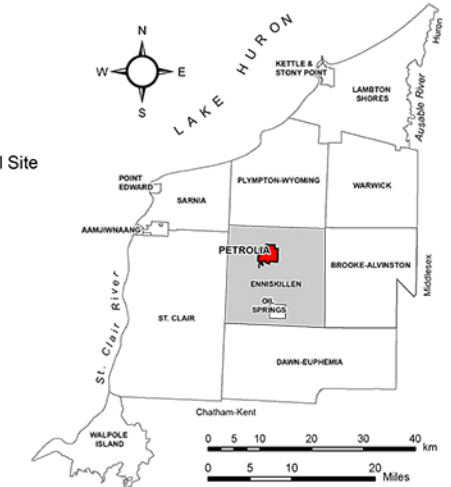 N
W E
S
LAKE HURON
KETTLE &
STONY POINT
LAMBTON
SHORES
Huron
Ausable River
l Site
POINT
EDWARD
SARNIA
PLYMPTON-WYOMING
WARWICK
AAMJIWNAANG
PETROLIA
BROOKE-ALVINSTON
Middlesex
ENNISKILLEN
OIL
SPRINGS
ST. CLAIR
St. Clair River
DAWN-EUPHEMIA
Chatham-Kent
WALPOLE
ISLAND
0 5 10 20 30 40
km
0 5 10 20
Miles